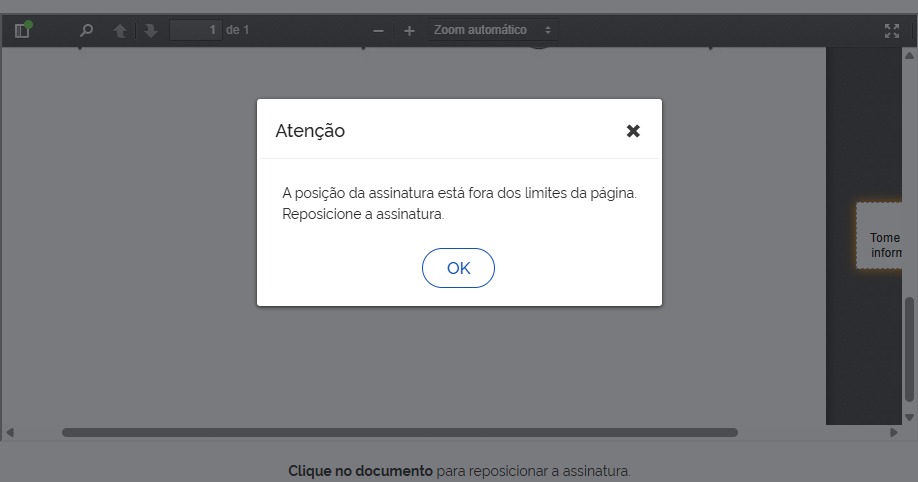 1 de 1 Zoom automático
Atenção
A posição da assinatura está fora dos limites da página.
Reposicione a assinatura.
OK
Tome
inform
Clique no documento para reposicionar a assinatura.